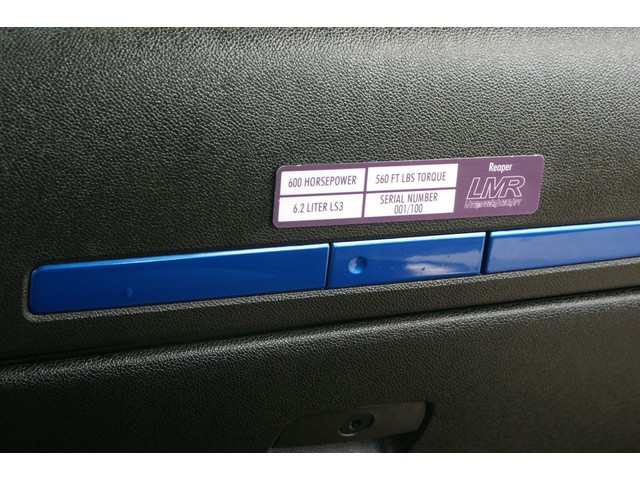 600 HORSEPOWER
560 FT LBS TORQUE
6.2 LITER LS3
SERIAL NUMBER
001/100
Reaper
LMR